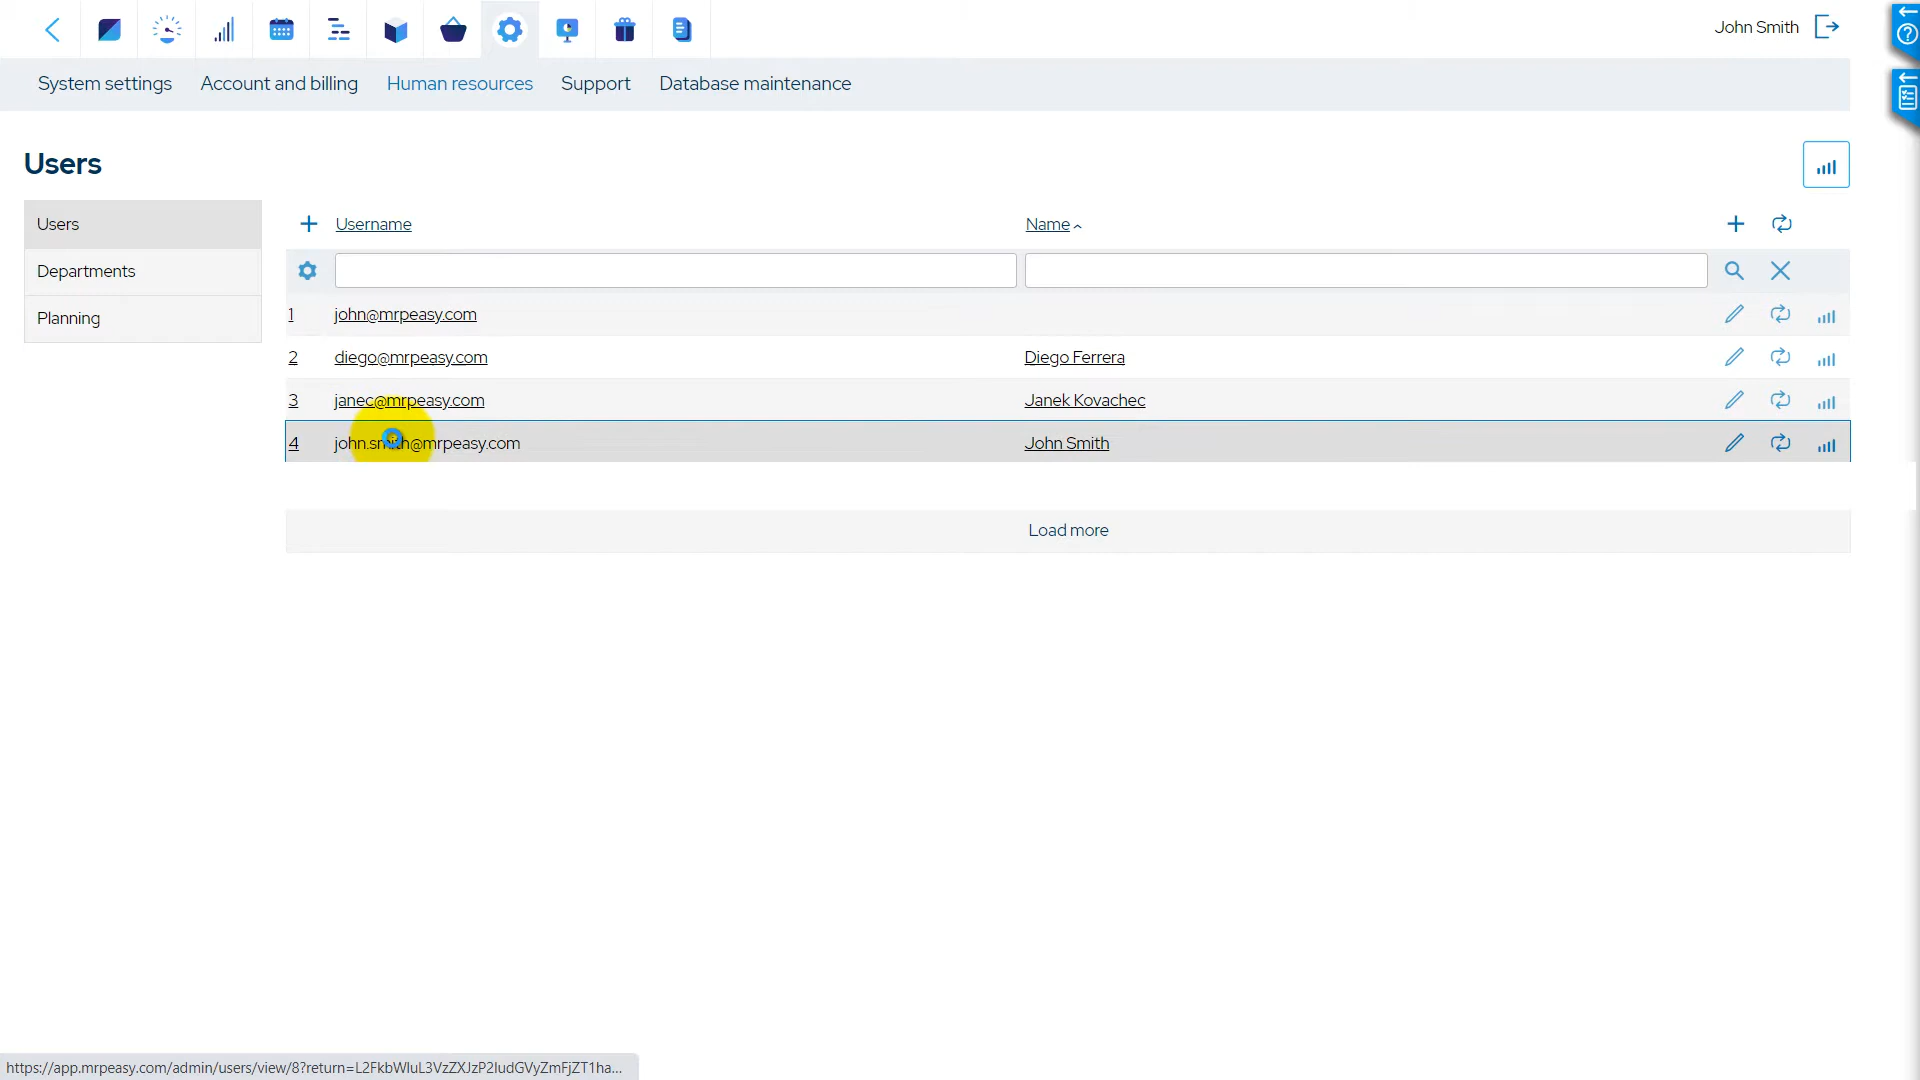 John Smith
System settings Account and billing Human resources Support Database maintenance
Users
Users
Departments
Planning
Username Name
1 john@mrpeasy.com
2 diego@mrpeasy.com Diego Ferrera
3 janec@mrpeasy.com Janek Kovachec
4 john.smith@mrpeasy.com John Smith
Load more
https://app.mrpeasy.com/admin/users/view/8?return=L2FkbWluL3VzZXJzP2ludGVyZmFjZT1ha...